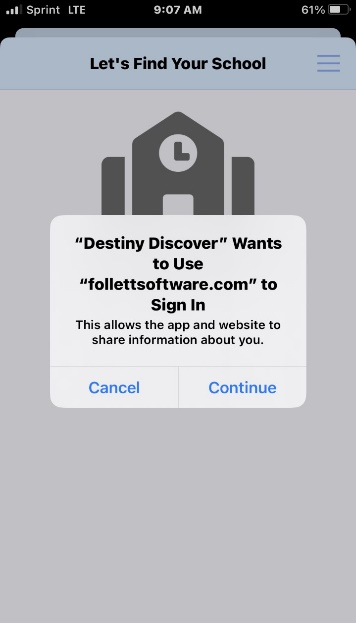 Sprint LTE 9:07 AM 61%
Let's Find Your School
“Destiny Discover” Wants
to Use
“follettsoftware.com” to
Sign In
This allows the app and website to
share information about you.
Cancel Continue